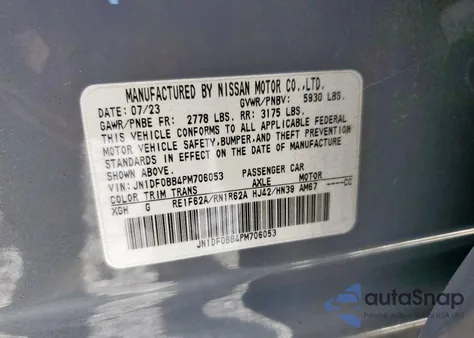 MANUFACTURED BY NISSAN MOTOR CO.,LTD.
DATE: 07/23 GVWR/PNBV: 5930 LBS.
GAWR/PNBE FR: 2778 LBS. RR: 3175 LBS.
THIS VEHICLE CONFORMS TO ALL APPLICABLE FEDERAL
MOTOR VEHICLE SAFETY,BUMPER,AND THEFT PREVENTION
STANDARDS IN EFFECT ON THE DATE OF MANUFACTURE
SHOWN ABOVE.
VIN: JN1DF0BB4PM706053 PASSENGER CAR
COLOR TRIM TRANS AXLE MOTOR
XGH G RE1F62A/RN1R62A HJ42/HN39 AM67 -----CC
JN1DF0BB4PM706053
autoSnap